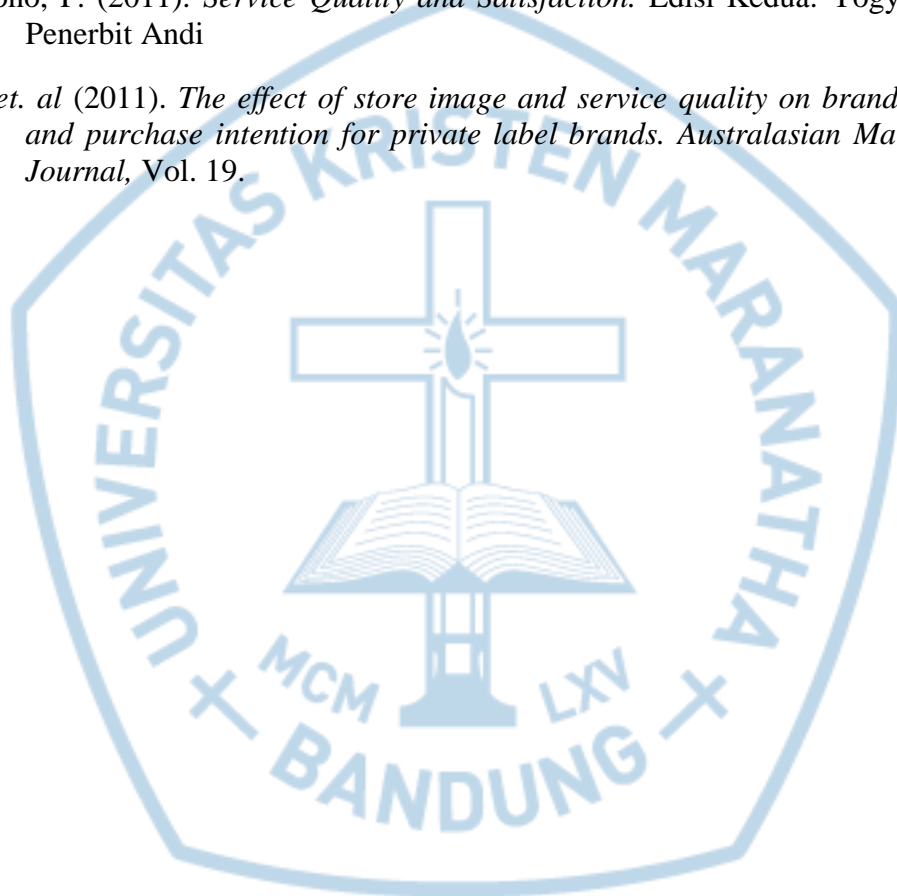 (2011). Service Quality and Satisfaction. Edisi Kedua. Yogy
Penerbit Andi
et. al (2011). The effect of store image and service quality on brand
and purchase intention for private label brands. Australasian Ma
Journal, Vol. 19.
UNIVERSITAS KRISTEN MARANATHA
MCM LXV
BANDUNG